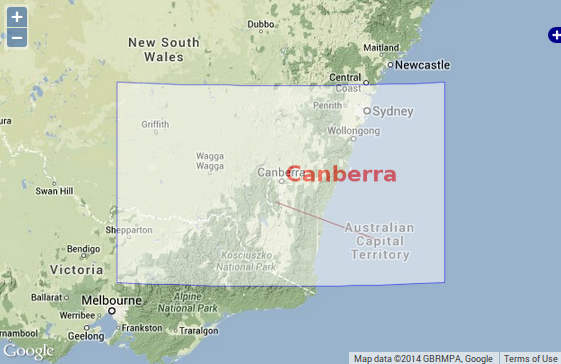 +
−
+
Dubbo
New South
Wales
Maitland
Newcastle
Central
Coast
Penrith
Sydney
Griffith
Wollongong
Wagga
Wagga
Canberra
Canberra
Swan Hill
Shepparton
Australian
Capital
Territory
Kosciuszko
National Park
Bendigo
Victoria
Ballarat
Melbourne
Alpine
National Park
Werribee
Frankston
Traralgon
Geelong
Google
Map data ©2014 GBRMPA, Google
Terms of Use